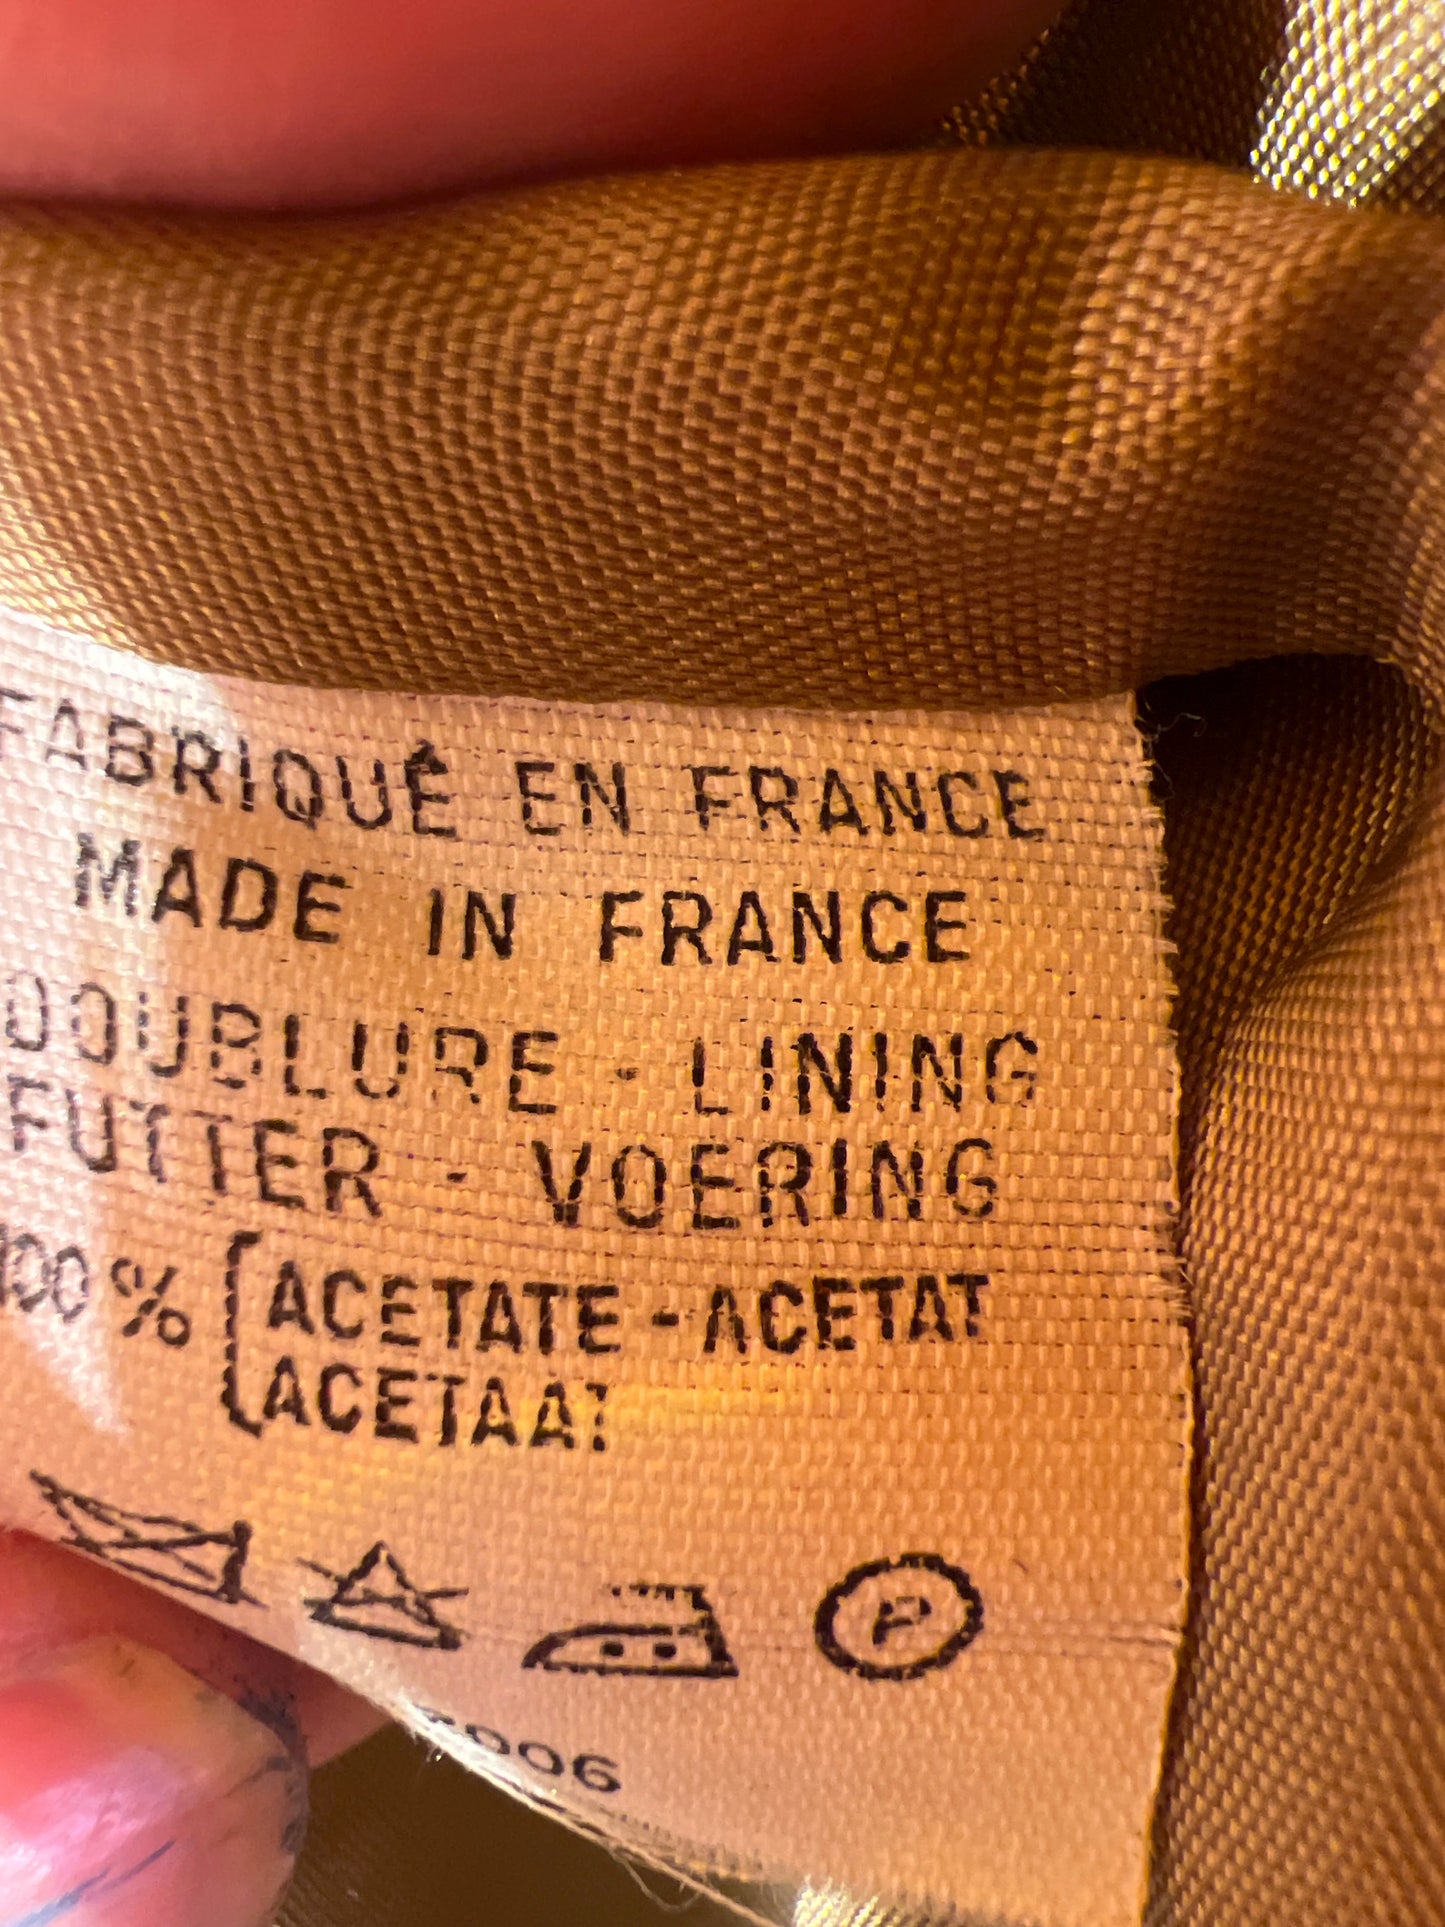 FABRIQUÉ EN FRANCE
MADE IN FRANCE
DOUBLURE - LINING
FUTTER - VOERING
100 % [ACETATE - ACETAT
ACETAAT
P